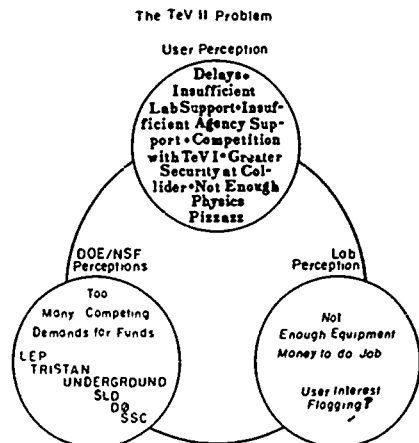 The TeV II Problem
User Perception
Delays•
Insufficient
Lab Support•Insuf-
ficient Agency Sup-
port •Competition
with TeV I•Greater
Security at Col-
lider•Not Enough
Physics
Pizzazz
DOE/NSF
Perceptions
Too
Many Competing
Demands for Funds
LEP
TRISTAN
UNDERGROUND
SLD
DØ
SSC
Lab
Perception
Not
Enough Equipment
Money to do Job
User Interest
Flagging?